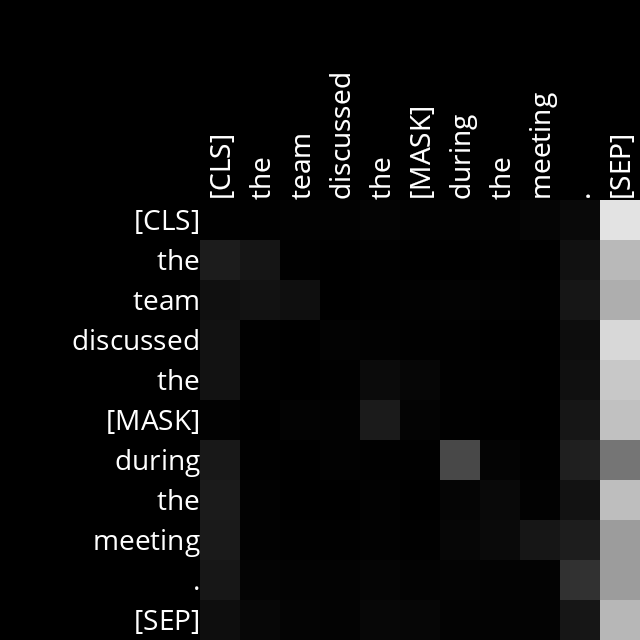 [CLS] the team discussed the [MASK] during the meeting . [SEP]
[CLS]
the
team
discussed
the
[MASK]
during
the
meeting
.
[SEP]